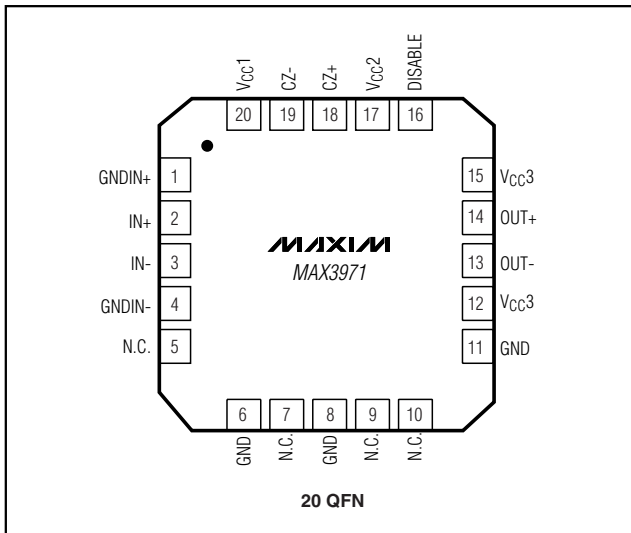 VCC1
CZ-
CZ+
VCC2
DISABLE
20
19
18
17
16
GNDIN+ 1
IN+ 2
IN- 3
GNDIN- 4
N.C. 5
15 VCC3
14 OUT+
13 OUT-
12 VCC3
11 GND
MAXIM
MAX3971
6
7
8
9
10
GND
N.C.
GND
N.C.
N.C.
20 QFN